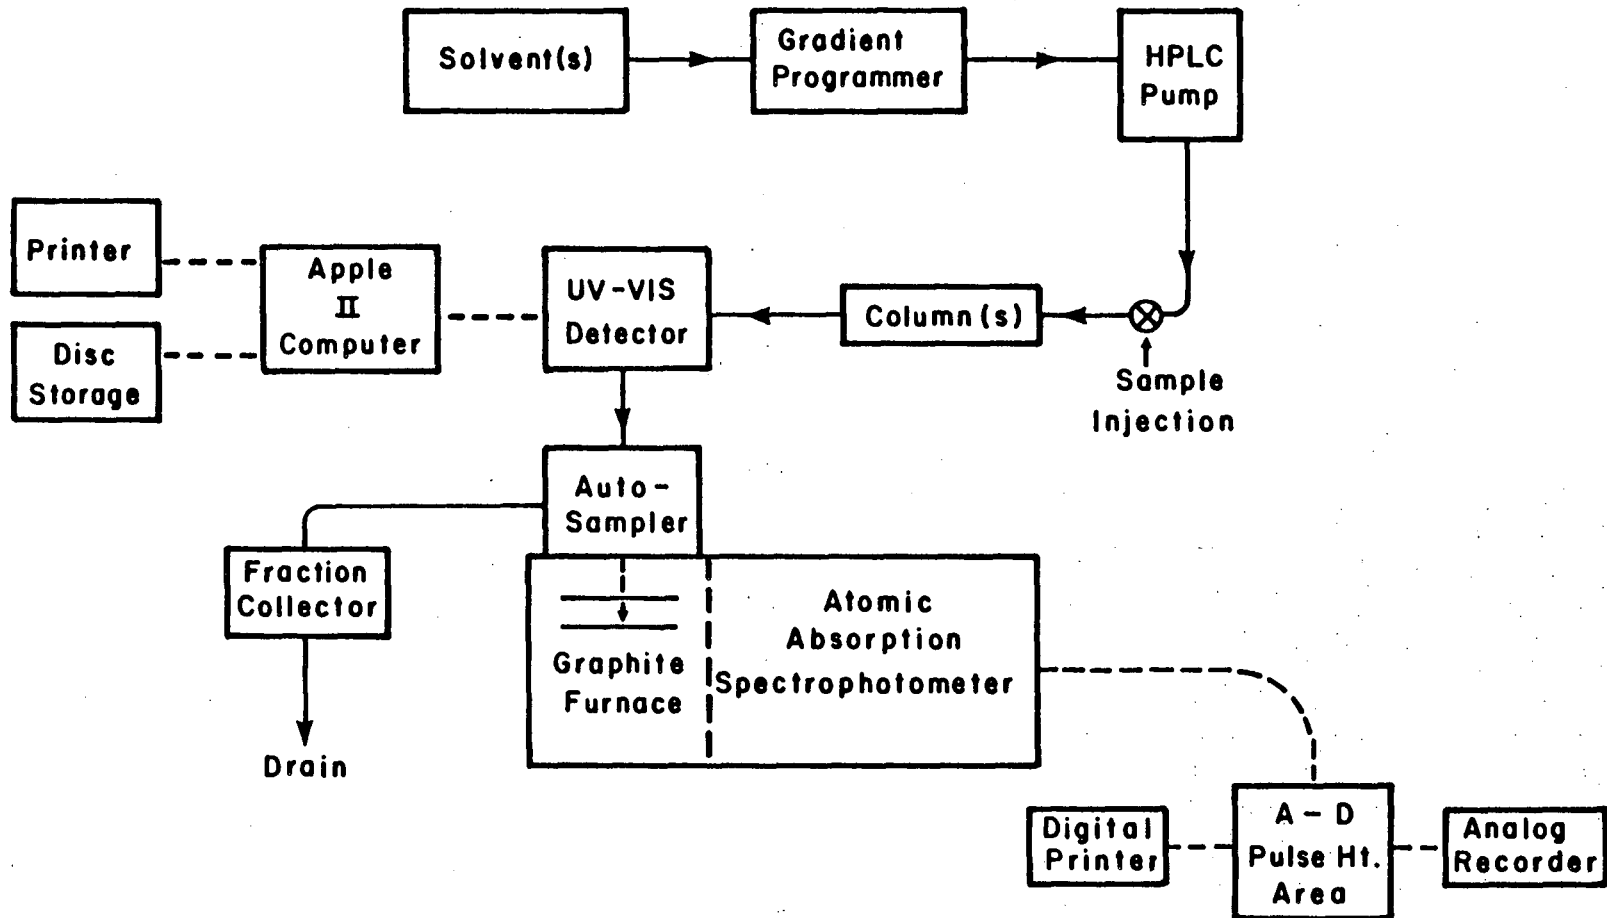 Solvent(s)
Gradient
Programmer
HPLC
Pump
Printer
Disc
Storage
Apple
II
Computer
UV-VIS
Detector
Column(s)
Sample
Injection
Auto-
Sampler
Fraction
Collector
Drain
Graphite
Furnace
Atomic
Absorption
Spectrophotometer
Digital
Printer
A-D
Pulse Ht.
Area
Analog
Recorder